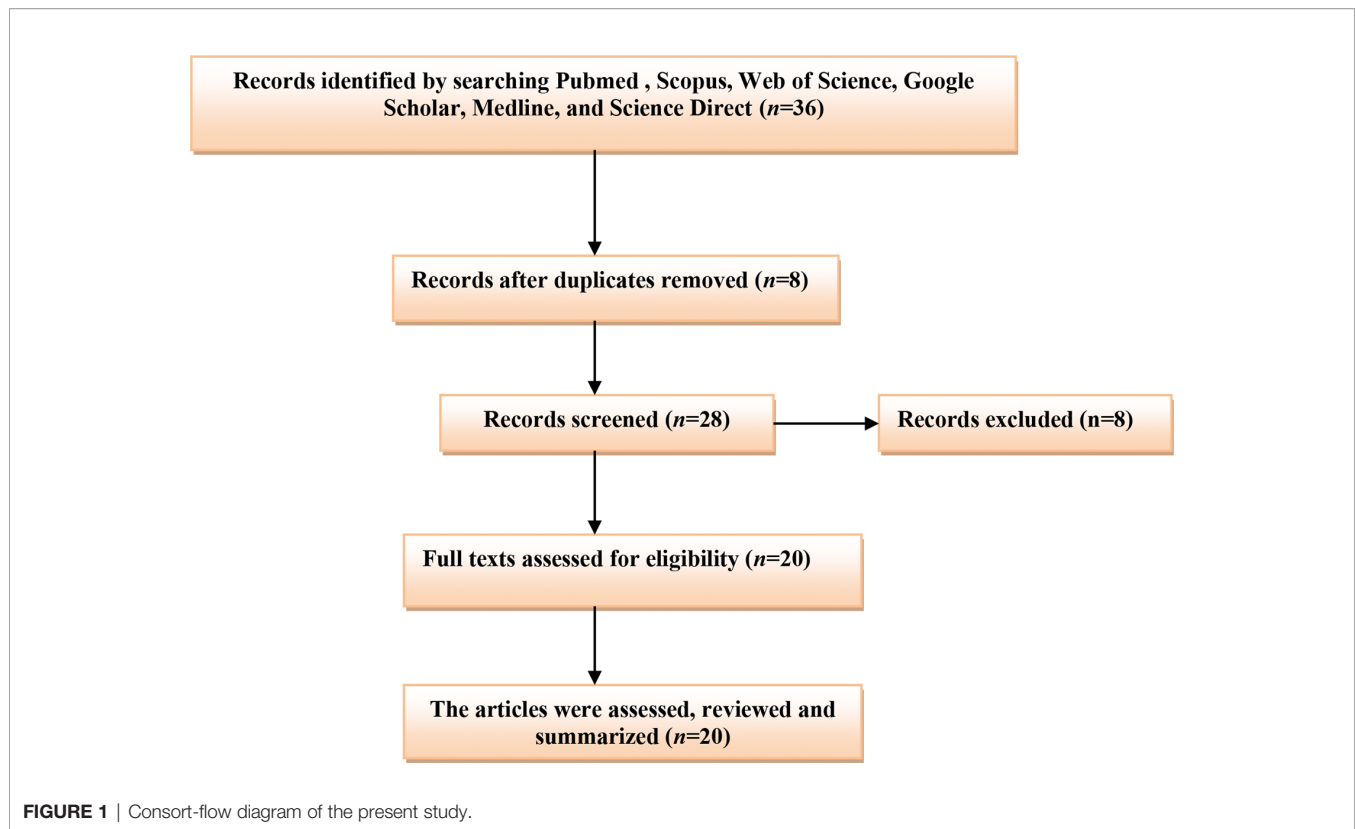 Records identified by searching Pubmed , Scopus, Web of Science, Google
Scholar, Medline, and Science Direct (n=36)
Records after duplicates removed (n=8)
Records screened (n=28)
Records excluded (n=8)
Full texts assessed for eligibility (n=20)
The articles were assessed, reviewed and
summarized (n=20)
FIGURE 1 | Consort-flow diagram of the present study.